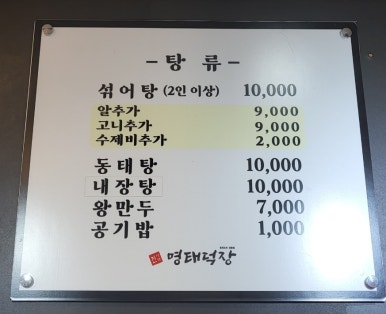 - 탕 류 -
섞어탕 (2인 이상) 10,000
알추가 9,000
고니추가 9,000
수제비추가 2,000
동태탕 10,000
내장탕 10,000
왕만두 7,000
공기밥 1,000
명태덕장